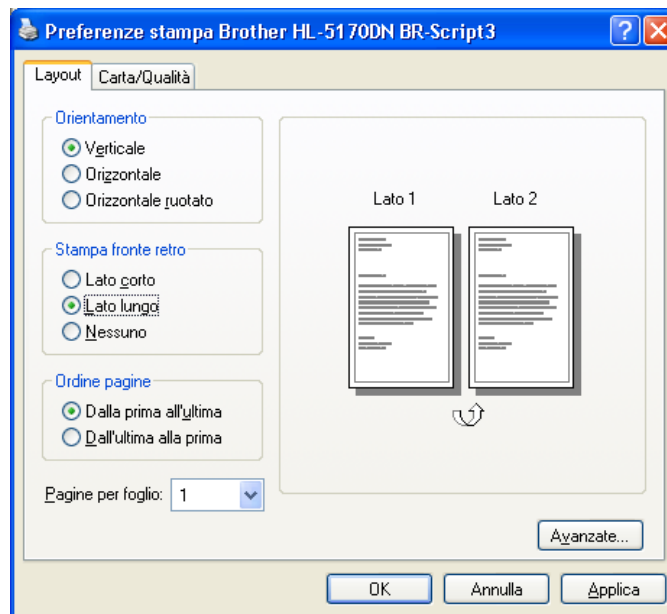 Preferenze stampa Brother HL-5170DN BR-Script3
Layout
Carta/Qualità
Orientamento
Verticale
Orizzontale
Orizzontale ruotato
Stampa fronte retro
Lato corto
Lato lungo
Nessuno
Ordine pagine
Dalla prima all'ultima
Dall'ultima alla prima
Pagine per foglio: 1
Lato 1 Lato 2
Avanzate...
OK Annulla Applica